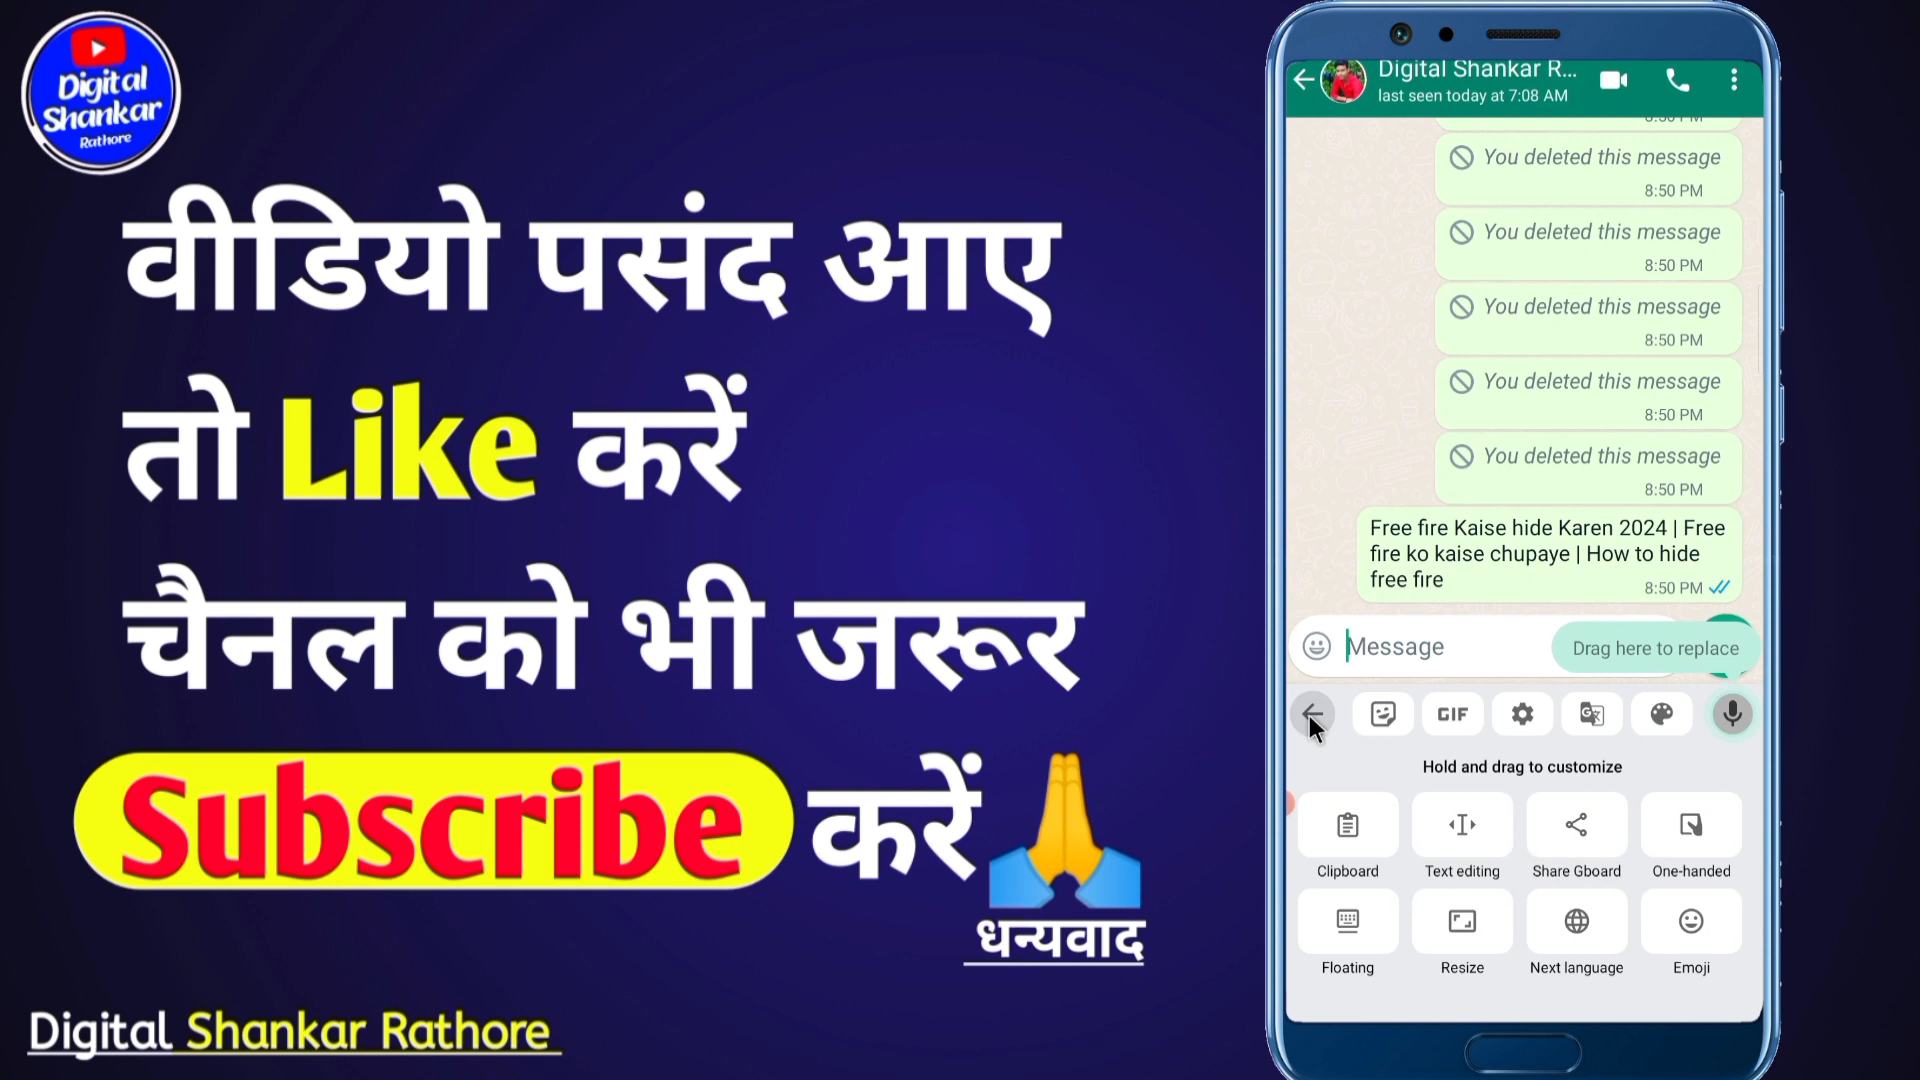 Digital
Shankar
Rathore
वीडियो पसंद आए
तो Like करें
चैनल को भी जरूर
Subscribe करें
धन्यवाद
Digital Shankar Rathore
Digital Shankar R...
last seen today at 7:08 AM
8:50 PM
You deleted this message
8:50 PM
You deleted this message
8:50 PM
You deleted this message
8:50 PM
You deleted this message
8:50 PM
You deleted this message
8:50 PM
Free fire Kaise hide Karen 2024 | Free
fire ko kaise chupaye | How to hide
free fire
8:50 PM
Message
Drag here to replace
GIF
Hold and drag to customize
Clipboard Text editing Share Gboard One-handed
Floating Resize Next language Emoji